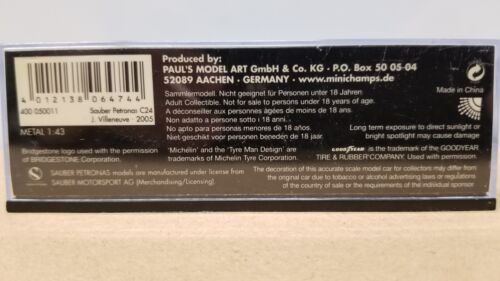 Produced by:
PAUL'S MODEL ART GmbH & Co. KG · P.O. Box 50 05-04
52089 AACHEN · GERMANY · www.minichamps.com
4 012138 064744
400 050011 Sauber Petronas C24
J. Villeneuve 2005
METAL 1:43
Sammlermodell. Nicht geeignet für Personen unter 18 Jahren.
Adult Collectible. Not for sale to persons under 18 years of age.
A déconseiller aux personnes âgées de moins de 18 ans.
Non adatto a persone sotto i 18 anni.
No apto para personas menores de 18 años.
Niet geschikt voor personen beneden de 18 jaar.
Made in
China
Long term exposure to direct sunlight or
bright spotlight may cause damage
Bridgestone logo used with the permission
of BRIDGESTONE Corporation.
'Michelin' and the 'Tyre Man Design' are
trademarks of Michelin Tyre Corporation.
GOODYEAR is the trademark of the GOODYEAR
TIRE & RUBBER COMPANY. Used with permission.
SAUBER PETRONAS models are manufactured under license from
SAUBER MOTORSPORT AG (Merchandising/Licensing)
The decoration of this accurate scale model car for collectors may differ from
the original car due to tobacco or alcohol advertising laws or regulations
of the country of sale or the requirements of the individual sponsor